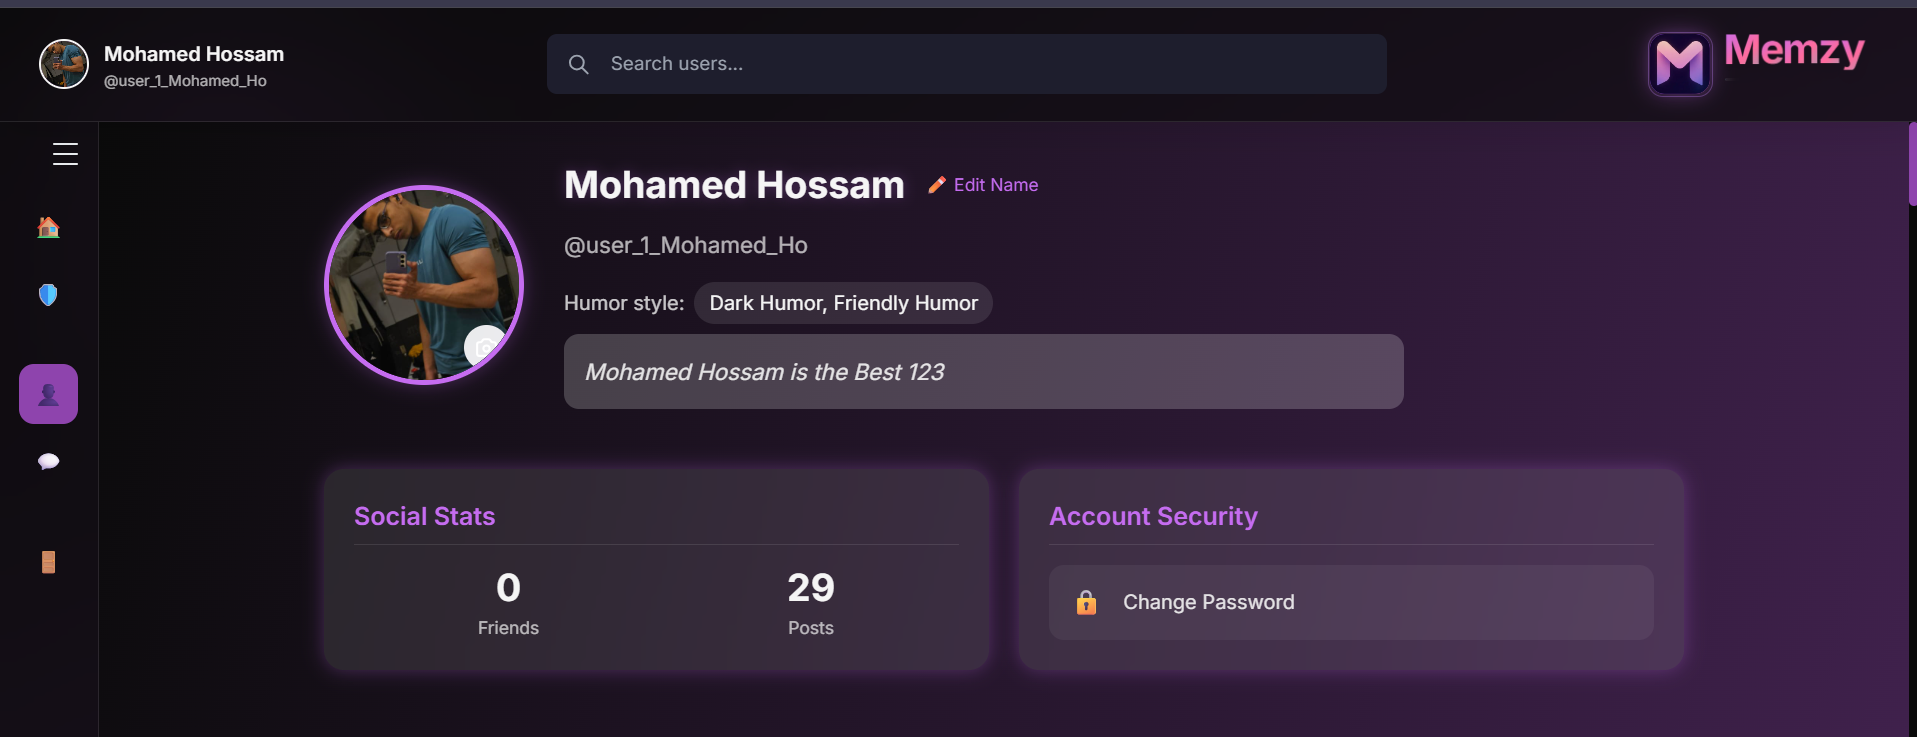 Mohamed Hossam
@user_1_Mohamed_Ho
Search users...
Memzy
Mohamed Hossam
Edit Name
@user_1_Mohamed_Ho
Humor style: Dark Humor, Friendly Humor
Mohamed Hossam is the Best 123
Social Stats
0
Friends
29
Posts
Account Security
Change Password